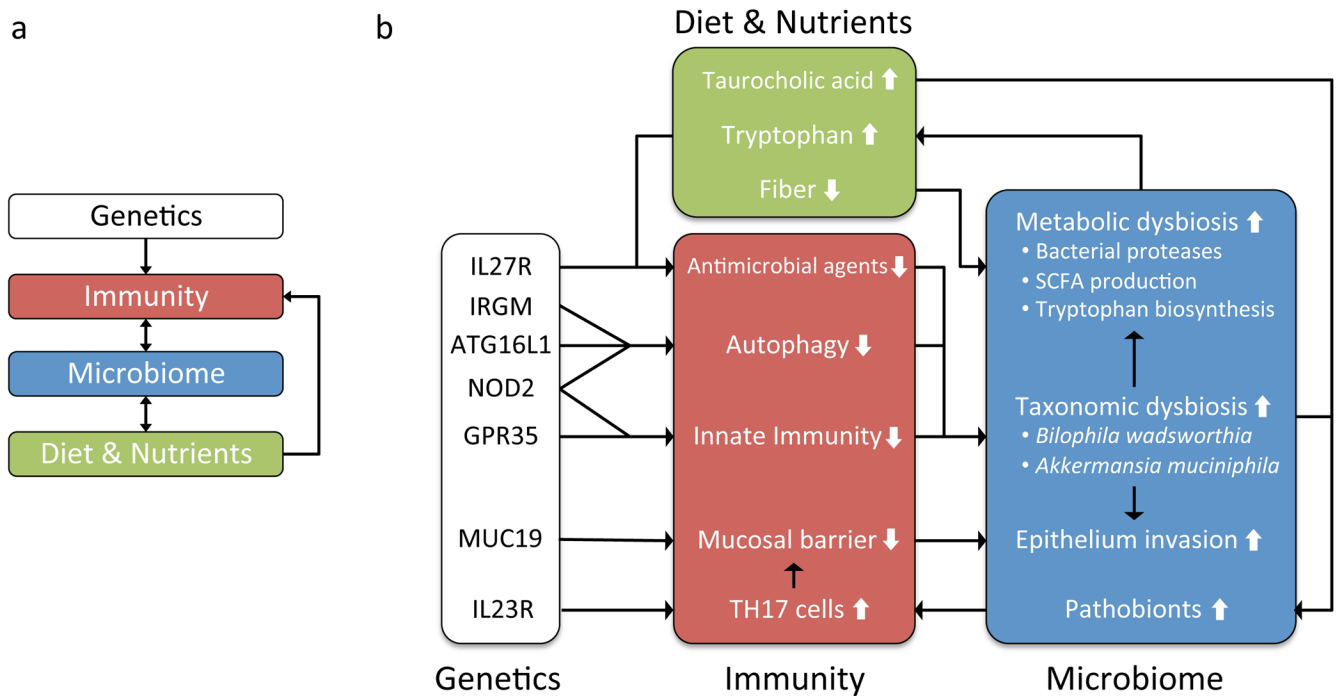 a
Genetics
Immunity
Microbiome
Diet & Nutrients
b
Diet & Nutrients
Taurocholic acid
Tryptophan
Fiber
IL27R
IRGM
ATG16L1
NOD2
GPR35
MUC19
IL23R
Genetics
Antimicrobial agents
Autophagy
Innate Immunity
Mucosal barrier
TH17 cells
Immunity
Metabolic dysbiosis
• Bacterial proteases
• SCFA production
• Tryptophan biosynthesis
Taxonomic dysbiosis
• Bilophila wadsworthia
• Akkermansia muciniphila
Epithelium invasion
Pathobionts
Microbiome